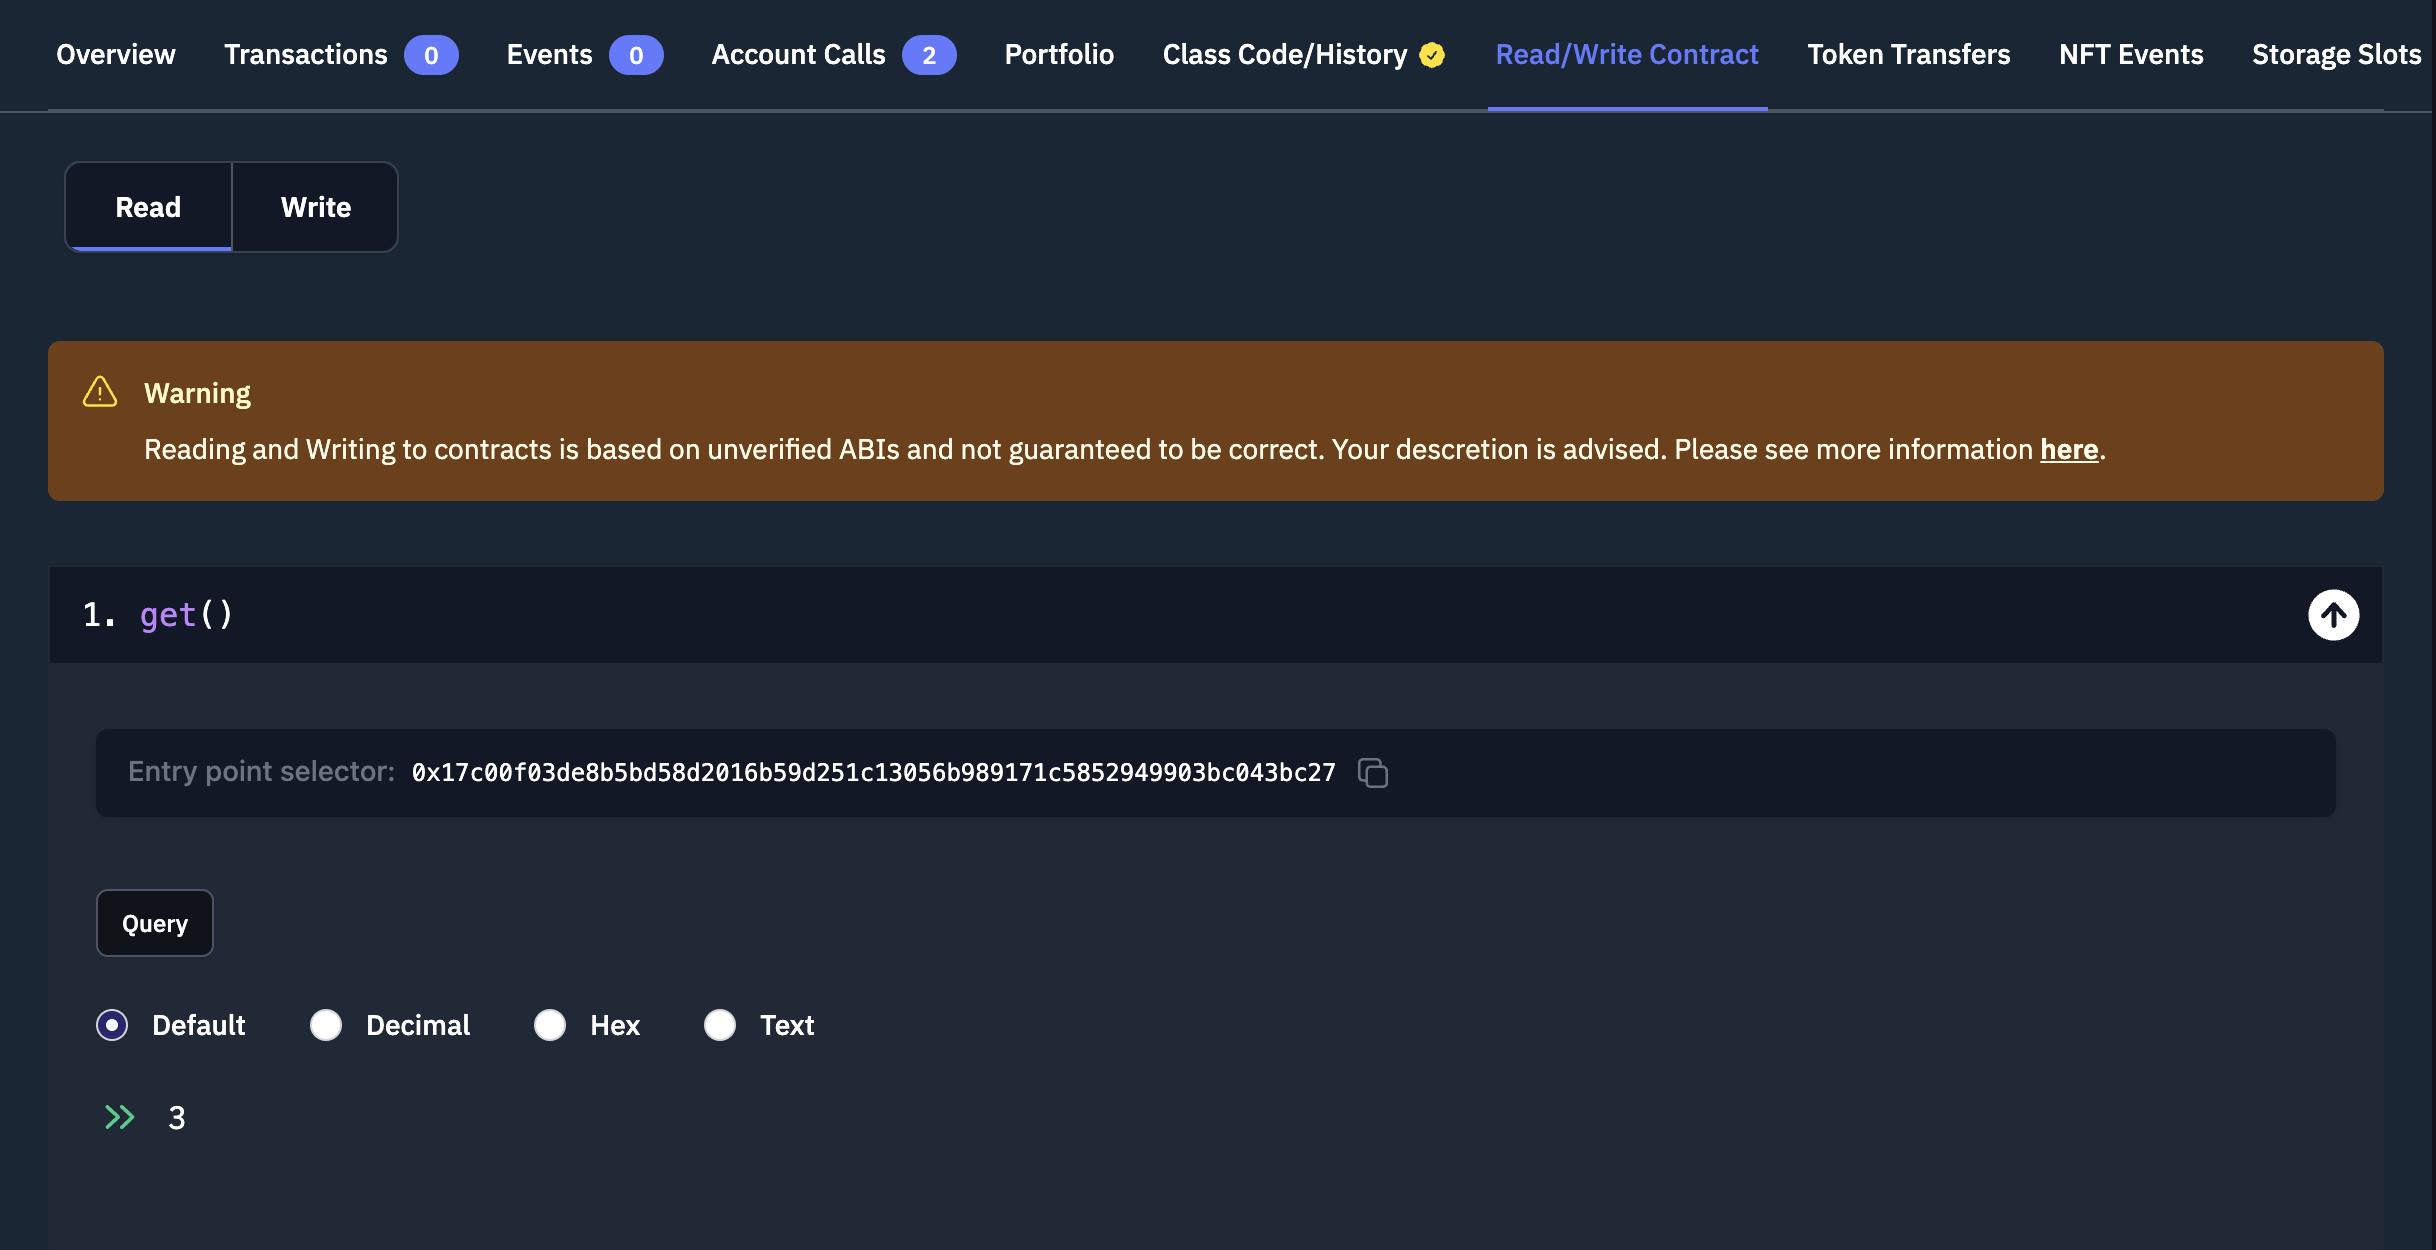 Overview Transactions 0 Events 0 Account Calls 2 Portfolio Class Code/History Read/Write Contract Token Transfers NFT Events Storage Slots
Read Write
Warning
Reading and Writing to contracts is based on unverified ABIs and not guaranteed to be correct. Your descretion is advised. Please see more information here.
1. get()
Entry point selector: 0x17c00f03de8b5bd58d2016b59d251c13056b989171c5852949903bc043bc27
Query
Default Decimal Hex Text
3